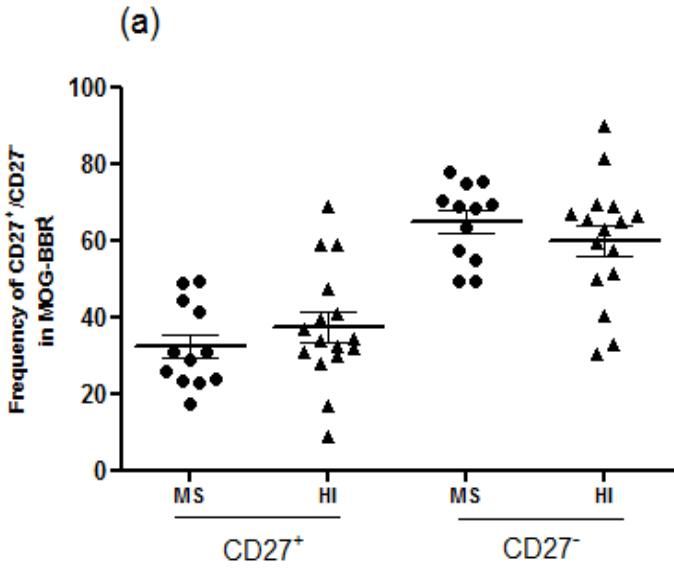 (a)
Frequency of CD27⁺/CD27⁻
in MOG-BBR
100
80
60
40
20
0
MS HI MS HI
CD27⁺ CD27⁻